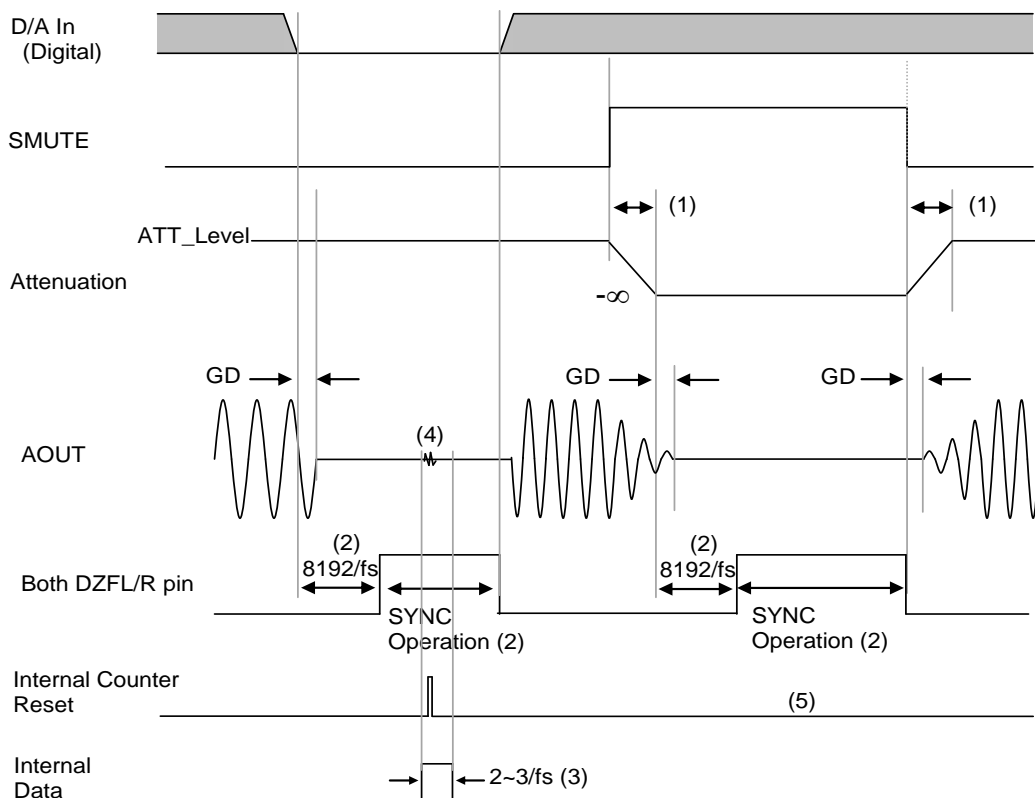 D/A In
(Digital)
SMUTE
(1)
(1)
ATT_Level
Attenuation
-∞
GD
GD
GD
AOUT
(4)
(2)
8192/fs
(2)
8192/fs
Both DZFL/R pin
SYNC
Operation (2)
SYNC
Operation (2)
Internal Counter
Reset
(5)
Internal
Data
2~3/fs (3)